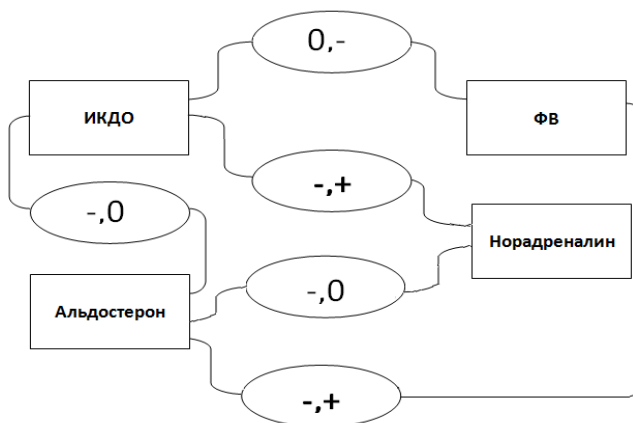 0,-
ИКДО
ФВ
-,+
-,0
Норадреналин
-,0
Альдостерон
-,+